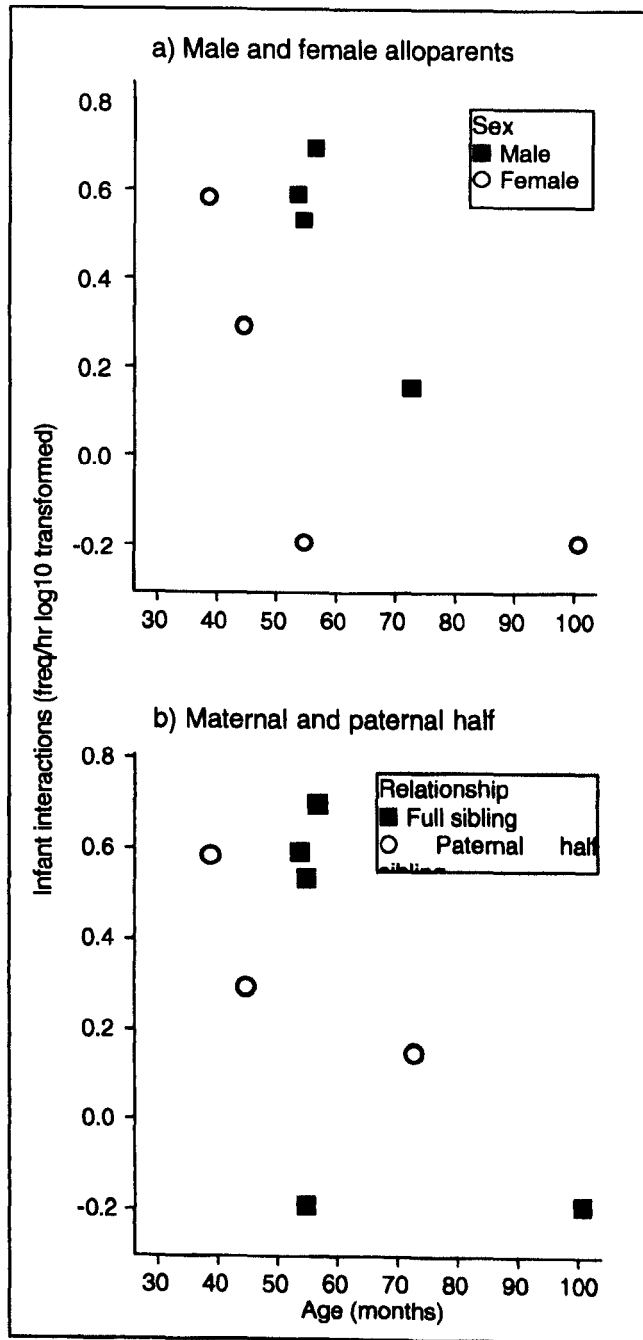 a) Male and female alloparents
0.8
Sex
Male
Female
0.6
0.4
0.2
0.0
-0.2
30 40 50 60 70 80 90 100
Infant interactions (freq/hr log10 transformed)
b) Maternal and paternal half
0.8
Relationship
Full sibling
Paternal half
0.6
0.4
0.2
0.0
-0.2
30 40 50 60 70 80 90 100
Age (months)